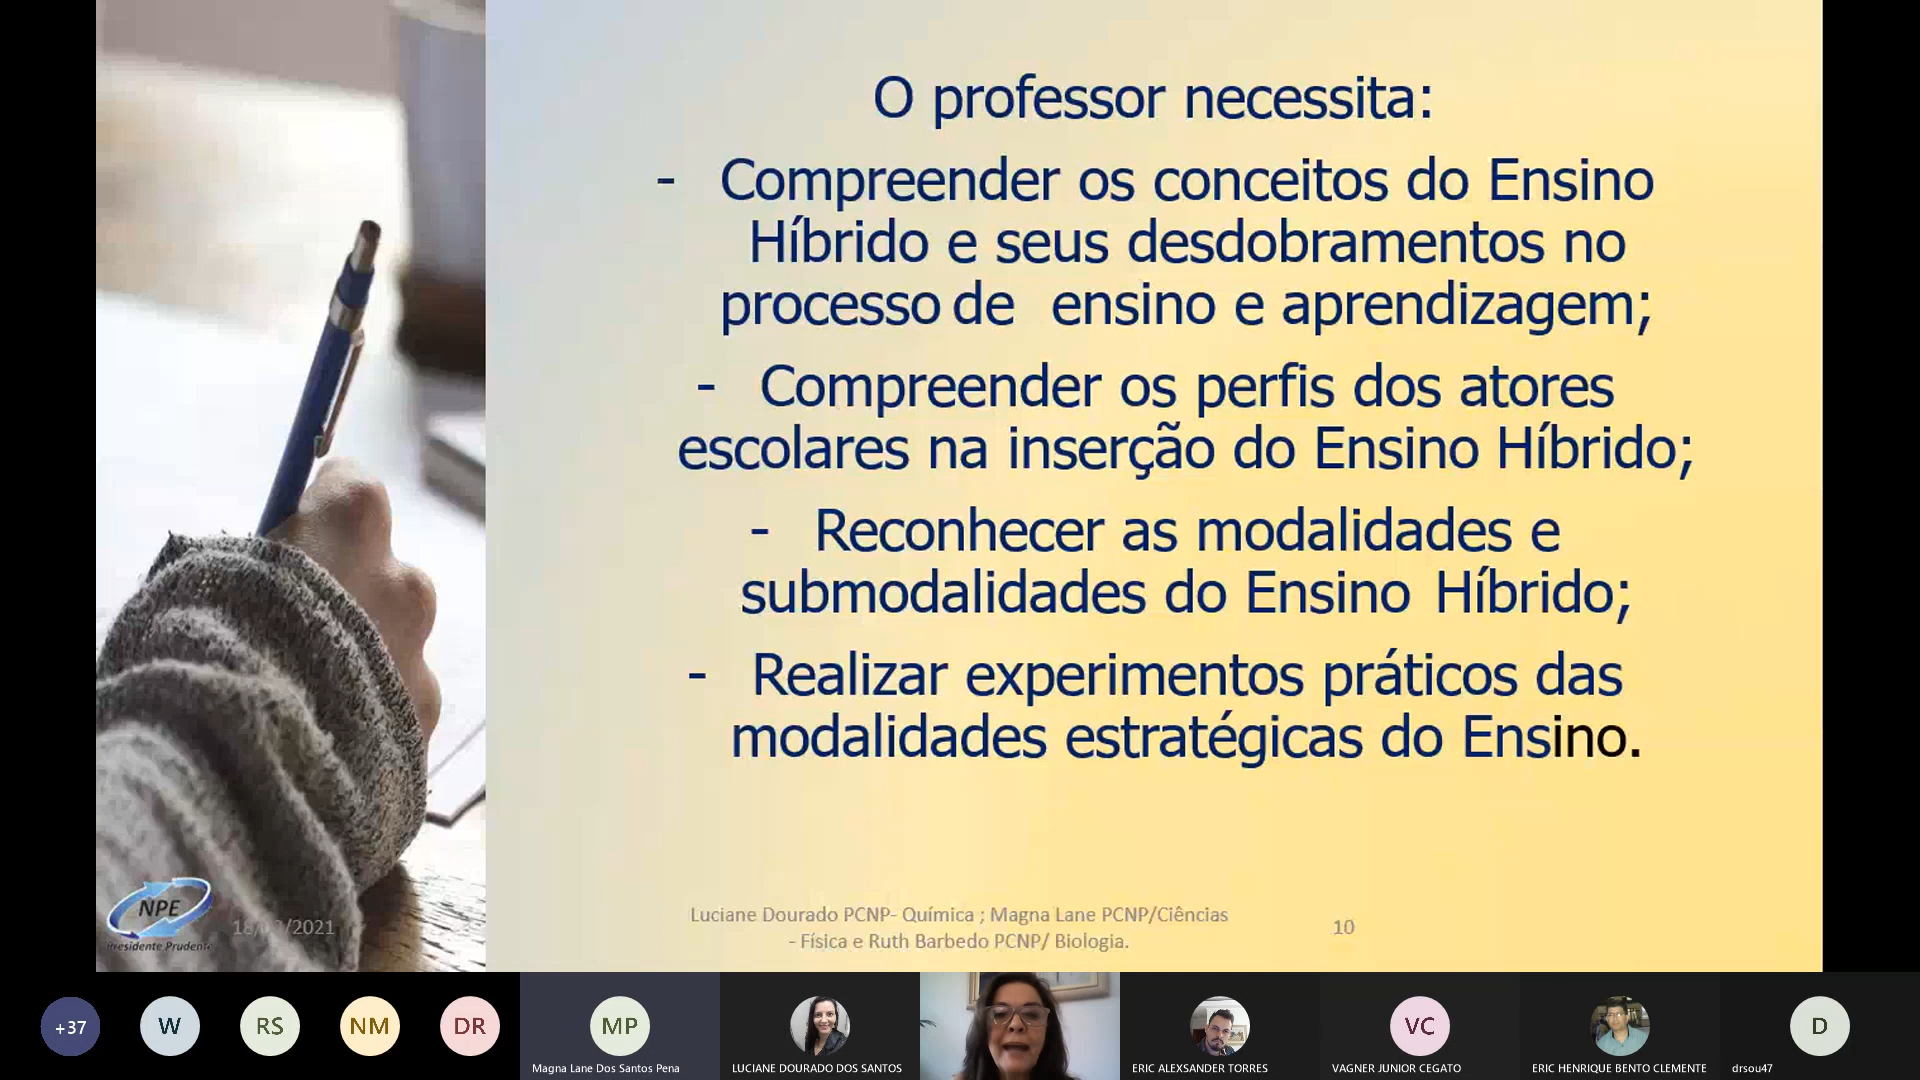 O professor necessita:
- Compreender os conceitos do Ensino
Híbrido e seus desdobramentos no
processo de ensino e aprendizagem;
- Compreender os perfis dos atores
escolares na inserção do Ensino Híbrido;
- Reconhecer as modalidades e
submodalidades do Ensino Híbrido;
- Realizar experimentos práticos das
modalidades estratégicas do Ensino.
NPE
Presidente Prudente
Luciane Dourado PCNP- Química ; Magna Lane PCNP/Ciências
- Física e Ruth Barbedo PCNP/ Biologia.
10
+37
W
RS
NM
DR
MP
VC
D
Magna Lane Dos Santos Pena
LUCIANE DOURADO DOS SANTOS
ERIC ALEXSANDER TORRES
VAGNER JUNIOR CEGATO
ERIC HENRIQUE BENTO CLEMENTE
drsou47